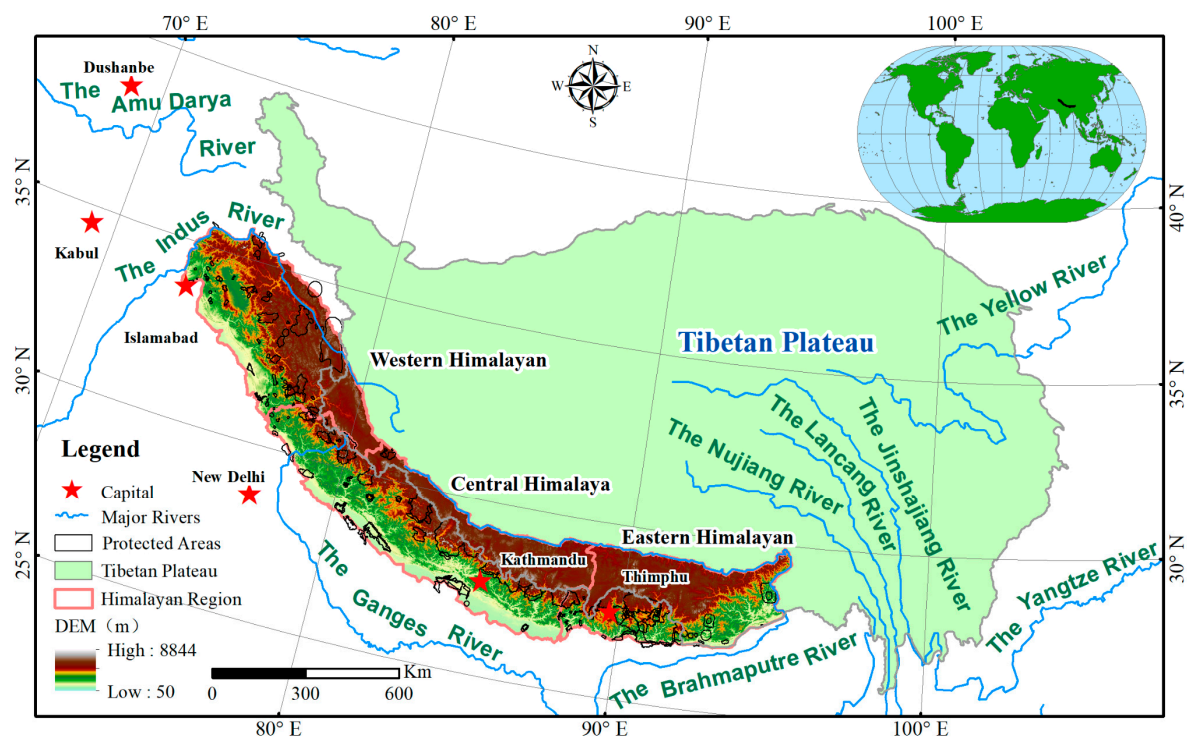 70° E
80° E
90° E
100° E
Dushanbe
The Amu Darya
River
N
W
E
S
35° N
40° N
Kabul
The Indus River
Islamabad
The Yellow River
Tibetan Plateau
Western Himalayan
30° N
35° N
The Nujiang River
The Lancang River
The Jinshajiang River
Legend
New Delhi
Central Himalaya
Capital
Major Rivers
Protected Areas
Tibetan Plateau
Himalayan Region
DEM（m）
High : 8844
Low : 50
Eastern Himalayan
Kathmandu
Thimphu
25° N
30° N
The Ganges River
The Brahmaputre River
The Yangtze River
Km
0
300
600
80° E
90° E
100° E